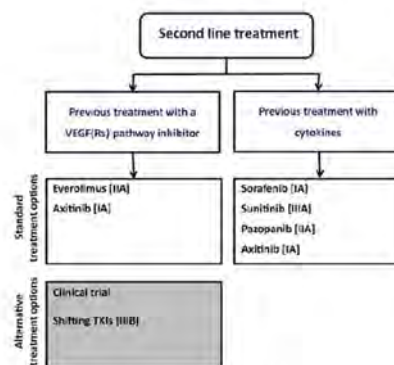 Second line treatment
Previous treatment with a
VEGF(Rs) pathway inhibitor
Previous treatment with
cytokines
Standard
treatment options
Everolimus [IIA]
Axitinib [IA]
Sorafenib [IA]
Sunitinib [IIIA]
Pazopanib [IIA]
Axitinib [IA]
Alternative
treatment options
Clinical trial
Shifting TKIs [IIIB]